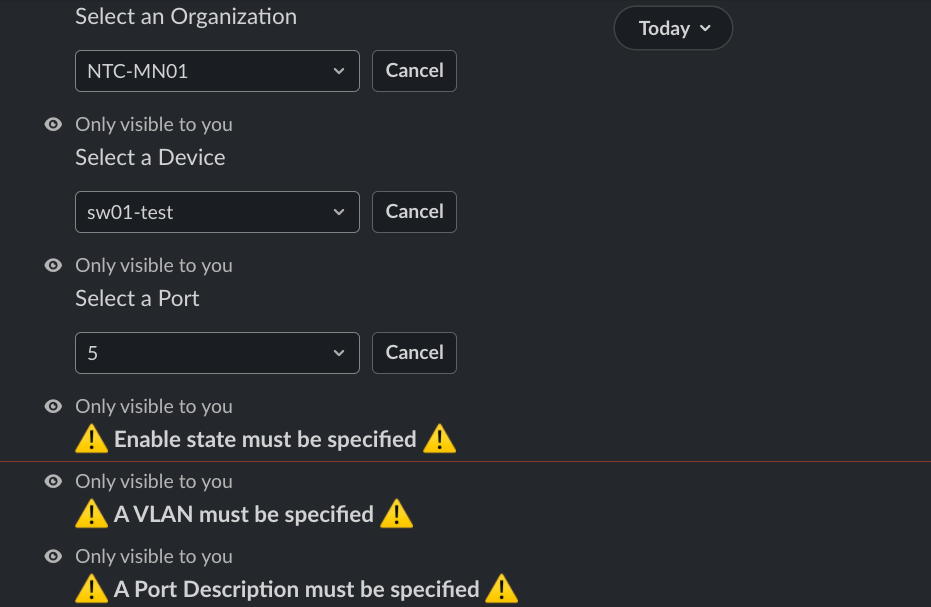 Select an Organization
Today
NTC-MN01
Cancel
Only visible to you
Select a Device
sw01-test
Cancel
Only visible to you
Select a Port
5
Cancel
Only visible to you
Enable state must be specified
Only visible to you
A VLAN must be specified
Only visible to you
A Port Description must be specified